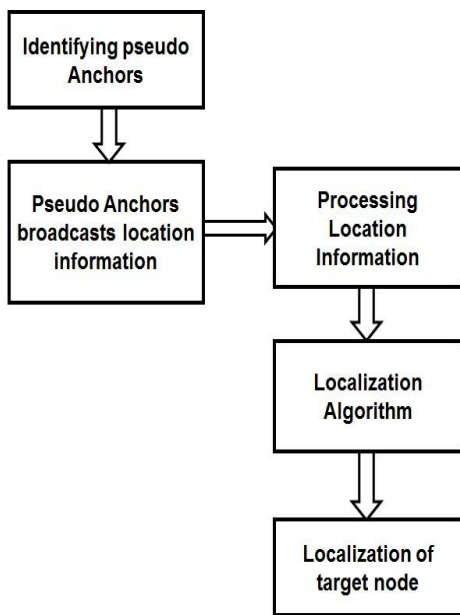 Identifying pseudo
Anchors
Pseudo Anchors
broadcasts location
information
Processing
Location
Information
Localization
Algorithm
Localization of
target node